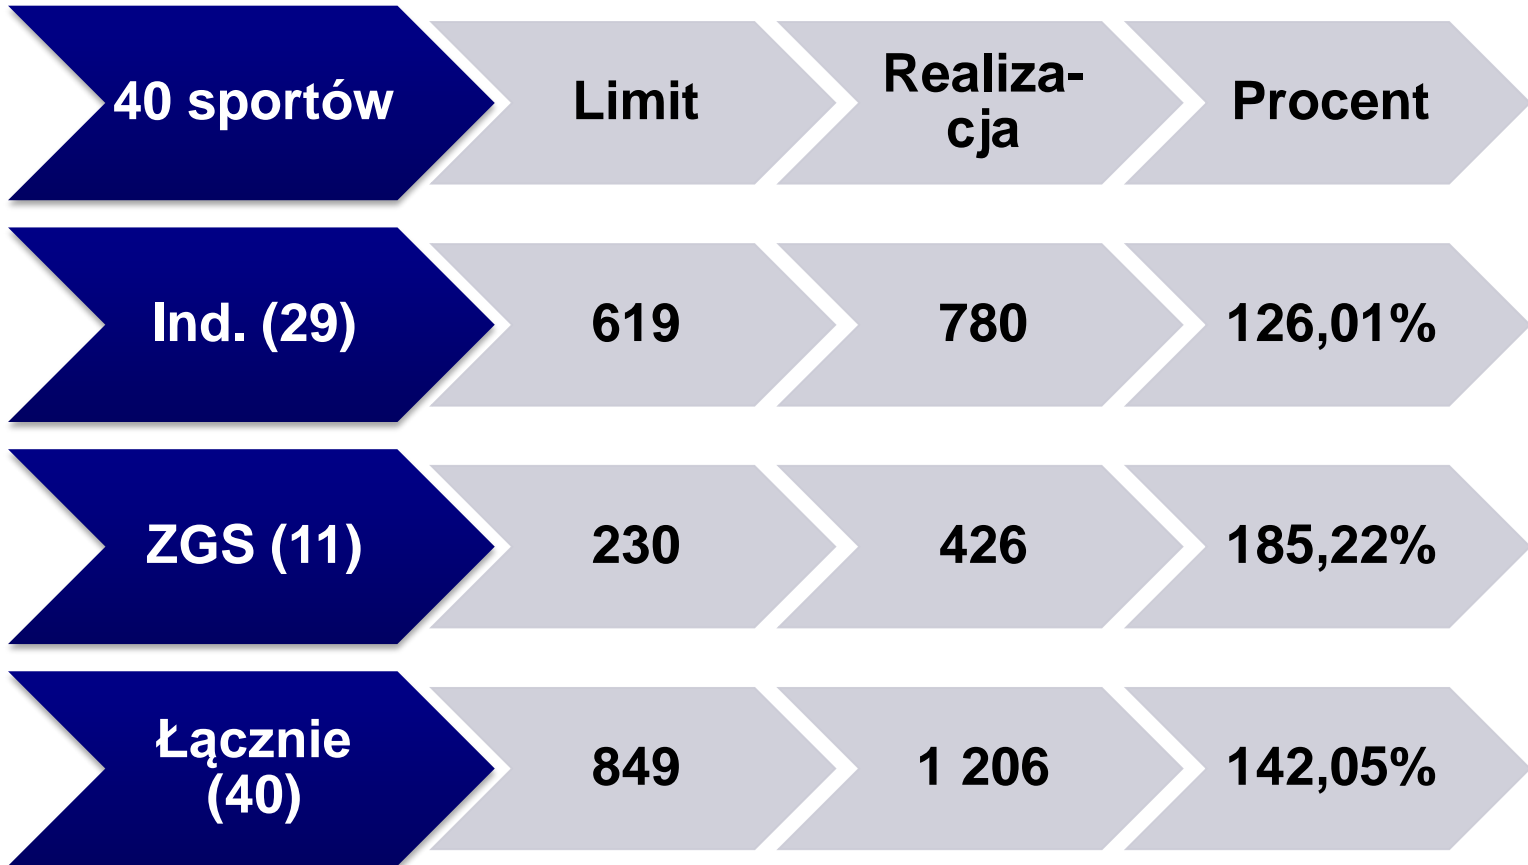 40 sportów
Limit
Realiza-
cja
Procent
Ind. (29)
619
780
126,01%
ZGS (11)
230
426
185,22%
Łącznie
(40)
849
1 206
142,05%